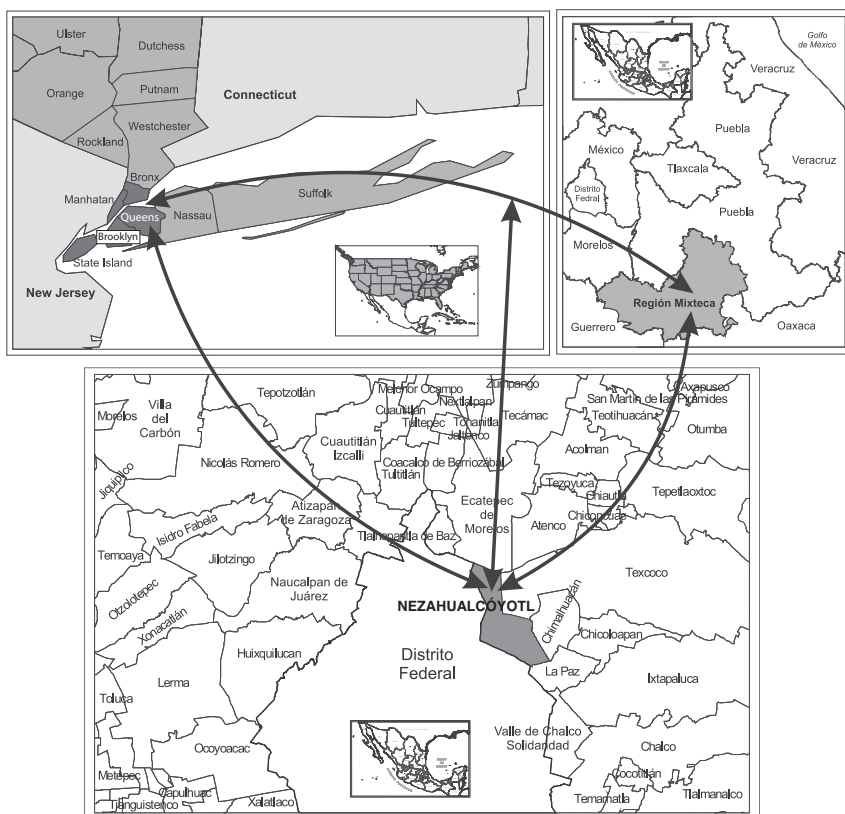 Ulster
Dutchess
Orange
Putnam
Connecticut
Westchester
Rockland
Bronx
Manhatan
Suffolk
Queens
Nassau
Brooklyn
State Island
New Jersey
Golfo
de México
Veracruz
Puebla
México
Tlaxcala
Veracruz
Distrito
Fedral
Puebla
Morelos
Región Mixteca
Guerrero
Oaxaca
Tepotzotlán
Melchor Ocampo
Zumpango
Axapusco
San Martín de las Pirámides
Nextlalpan
Villa
del
Carbón
Morelos
Cuautitlán
Tultepec
Tonanitla
Jaltenco
Tecámac
Teotihuacán
Otumba
Cuautitlán
Izcalli
Acolman
Nicolás Romero
Coacalco de Berriozábal
Tultitlán
Jiquipilco
Tezoyuca
Chiautla
Tepetlaoxtoc
Atizapan
de Zaragoza
Ecatepec
de
Morelos
Chiconcuac
Isidro Fabela
Atenco
Tlalnepantla de Baz
Temoaya
Jilotzingo
Texcoco
Naucalpan de
Juárez
Otzolotepec
NEZAHUALCÓYOTL
Chimalhuacán
Xonacatlán
Chicoloapan
Huixquilucan
Distrito
Federal
La Paz
Lerma
Ixtapaluca
Toluca
Valle de Chalco
Solidaridad
Ocoyoacac
Chalco
Metepec
Cocotitlán
Capulhuac
Tianguistenco
Xalatlaco
Temamatla
Tlalmanalco